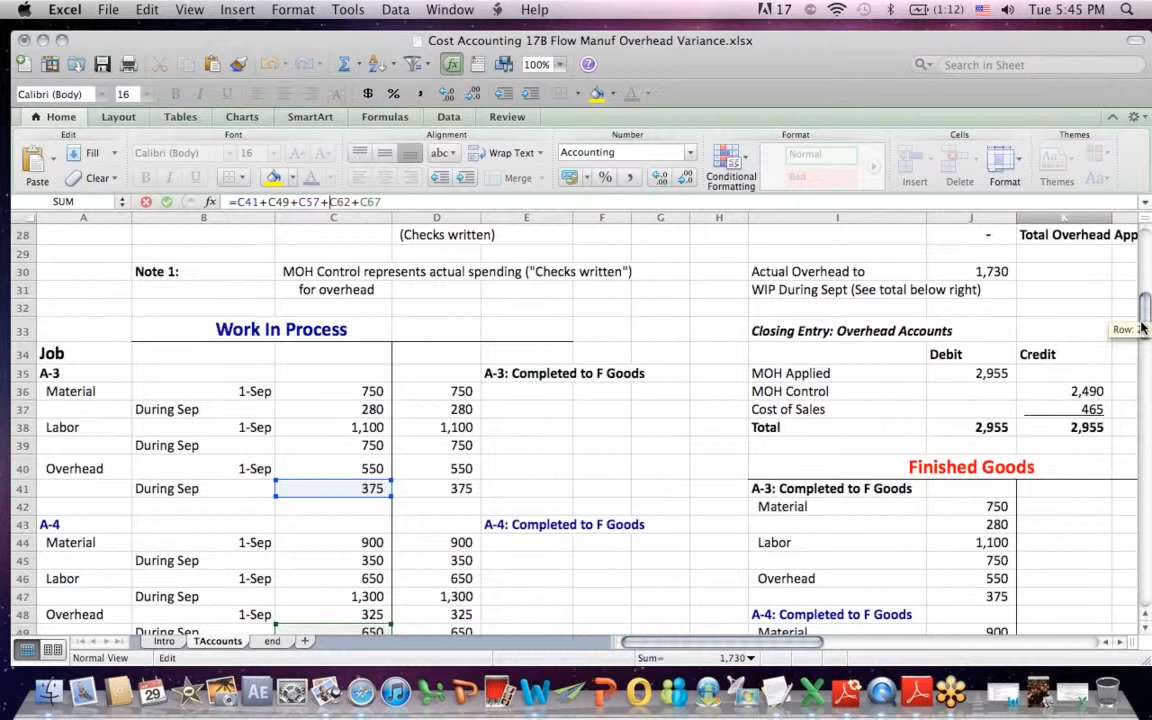 Excel File Edit View Insert Format Tools Data Window Help 17 (1:12) Tue 5:45 PM
Cost Accounting 17B Flow Manuf Overhead Variance.xlsx
100% Search in Sheet
Calibri (Body) 16 B I U $ % ,
Home Layout Tables Charts SmartArt Formulas Data Review
Edit Font Alignment Number Format Cells Themes
Fill Calibri (Body) 16 abc Wrap Text Accounting Normal
Paste Clear B I U Merge % , Conditional Formatting Bad Insert Delete Format Themes Aa
SUM fx =C41+C49+C57+C62+C67
A B C D E F G H I J K
28 (Checks written) - Total Overhead App
29
30 Note 1: MOH Control represents actual spending ("Checks written") Actual Overhead to 1,730
31 for overhead WIP During Sept (See total below right)
32
33 Work In Process Closing Entry: Overhead Accounts
34 Job Debit Credit
35 A-3 A-3: Completed to F Goods MOH Applied 2,955
36 Material 1-Sep 750 750 MOH Control 2,490
37 During Sep 280 280 Cost of Sales 465
38 Labor 1-Sep 1,100 1,100 Total 2,955 2,955
39 During Sep 750 750
40 Overhead 1-Sep 550 550 Finished Goods
41 During Sep 375 375 A-3: Completed to F Goods
42 Material 750
43 A-4 A-4: Completed to F Goods 280
44 Material 1-Sep 900 900 Labor 1,100
45 During Sep 350 350 750
46 Labor 1-Sep 650 650 Overhead 550
47 During Sep 1,300 1,300 375
48 Overhead 1-Sep 325 325 A-4: Completed to F Goods
49 During Sep 650 650 Material 900
Intro TAccounts end
Normal View Edit Sum= 1,730